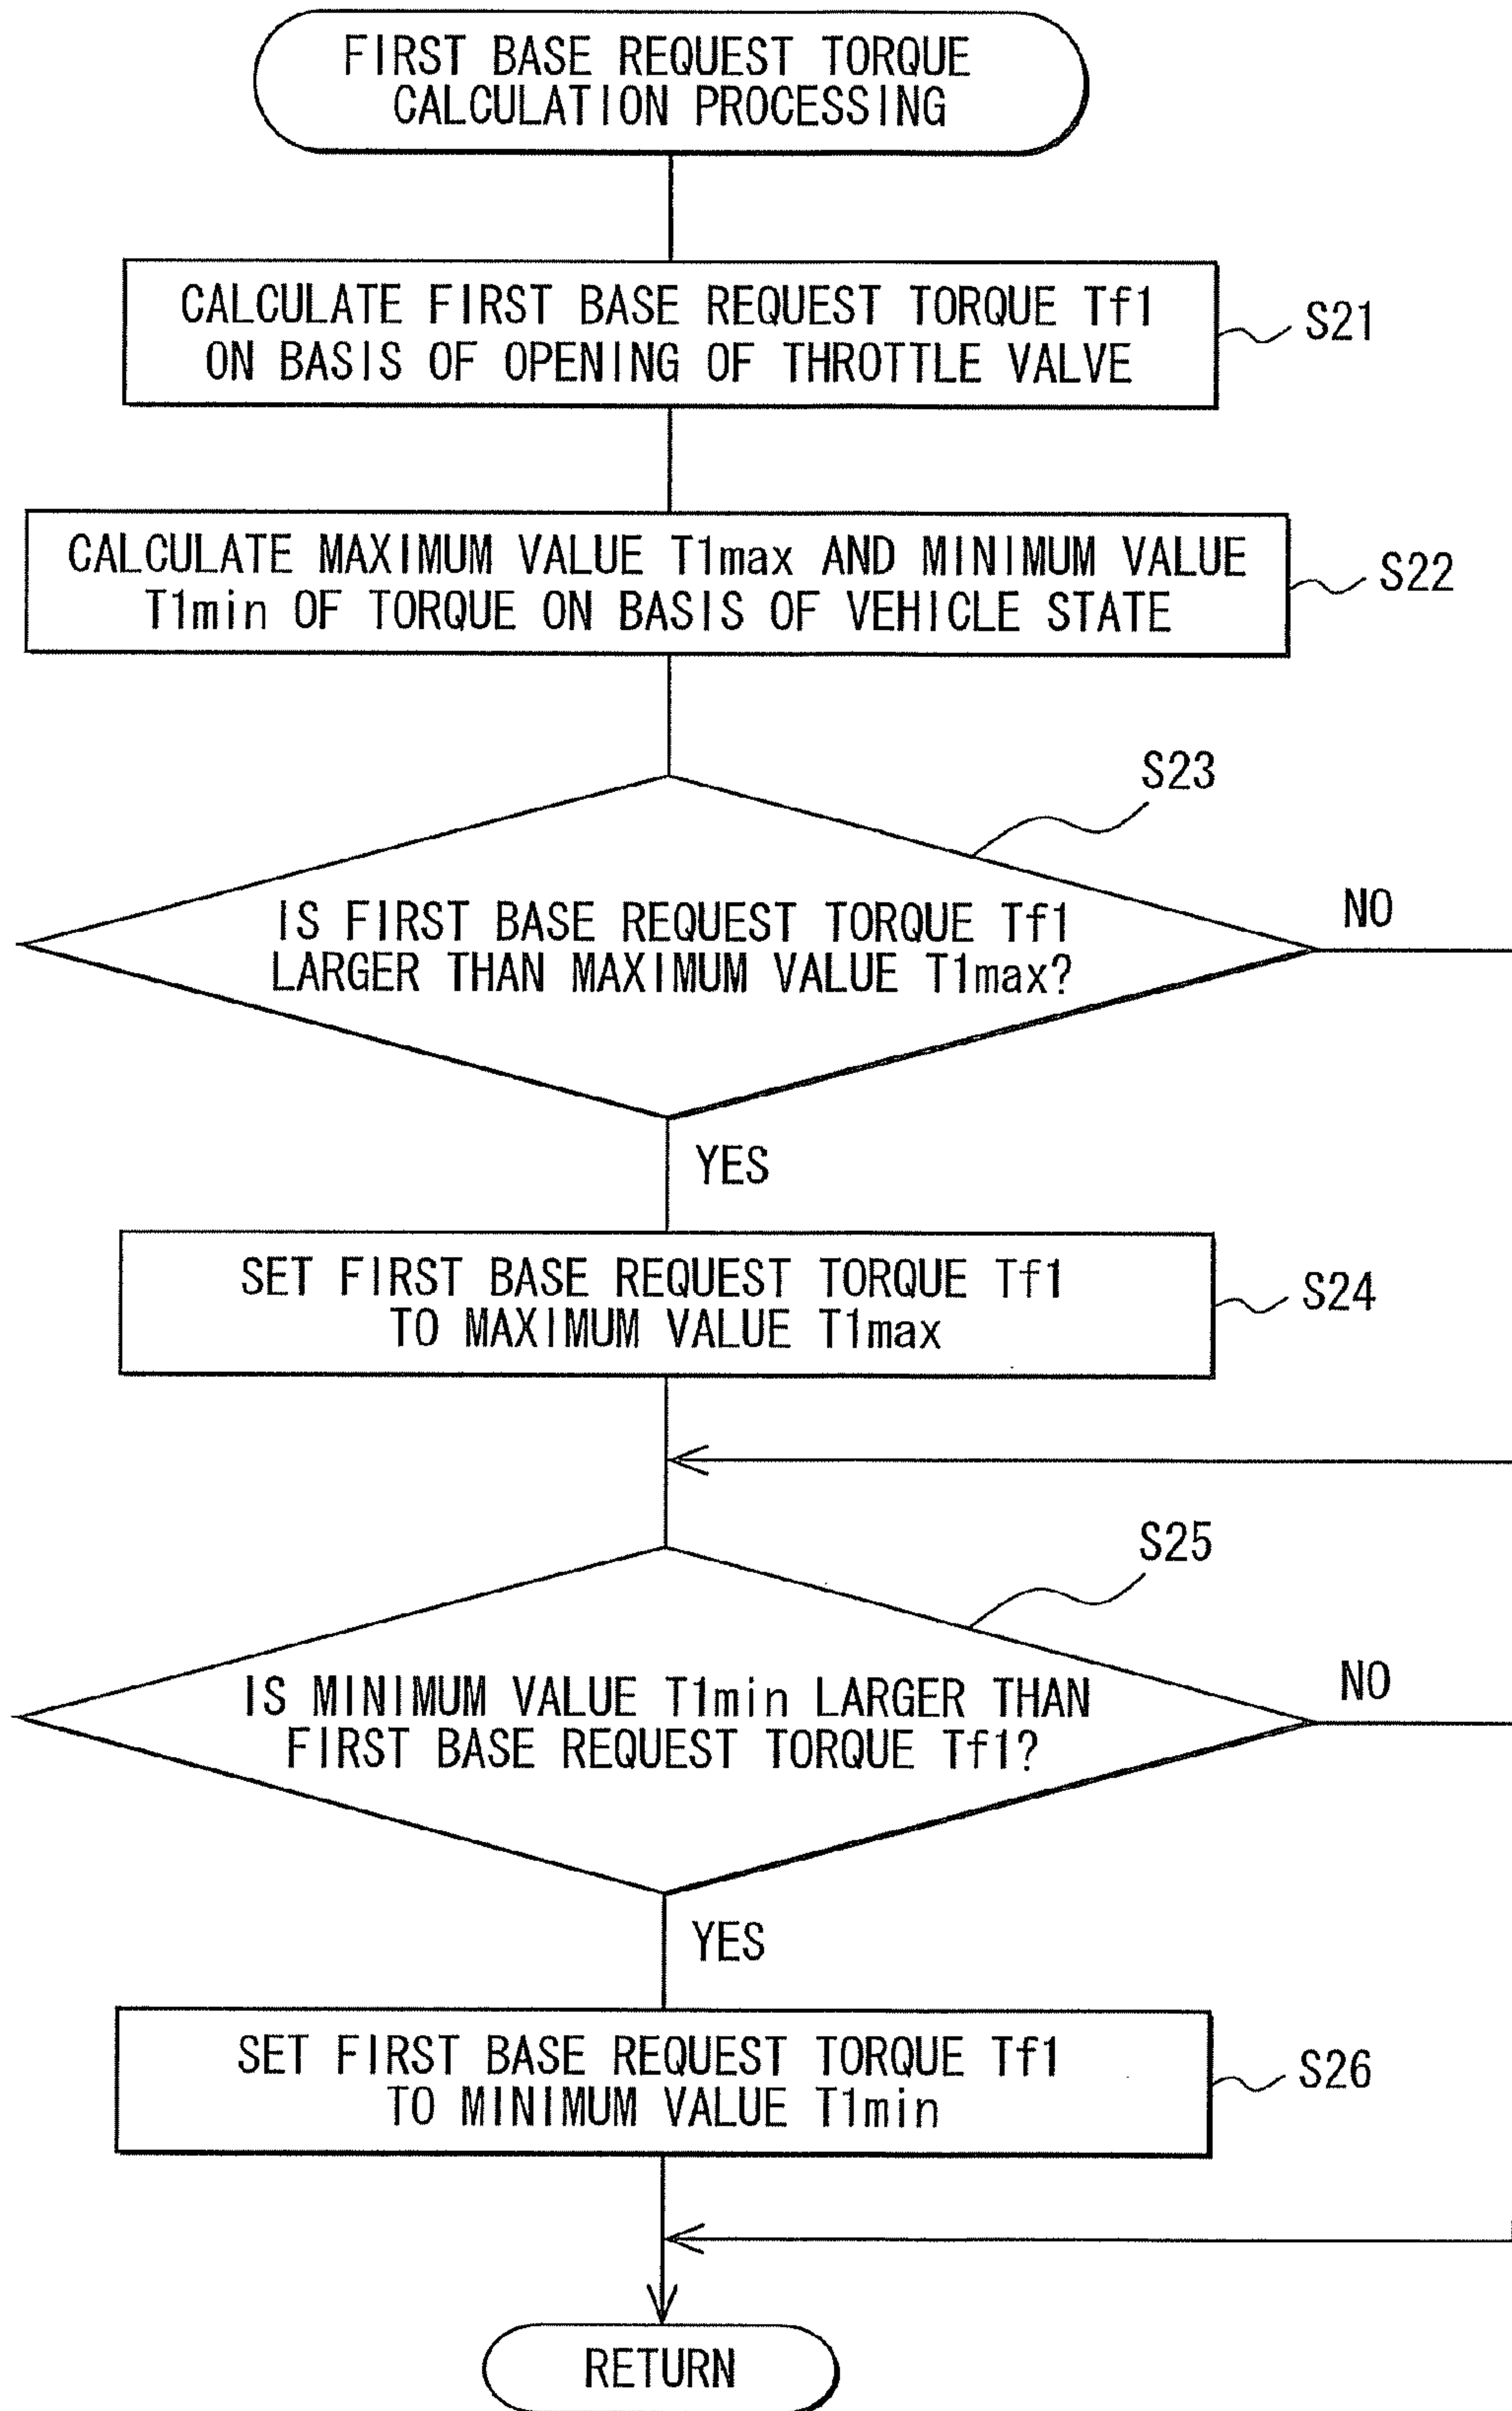 FIRST BASE REQUEST TORQUE
CALCULATION PROCESSING
CALCULATE FIRST BASE REQUEST TORQUE Tf1
ON BASIS OF OPENING OF THROTTLE VALVE
S21
CALCULATE MAXIMUM VALUE T1max AND MINIMUM VALUE
T1min OF TORQUE ON BASIS OF VEHICLE STATE
S22
S23
IS FIRST BASE REQUEST TORQUE Tf1
LARGER THAN MAXIMUM VALUE T1max?
NO
YES
SET FIRST BASE REQUEST TORQUE Tf1
TO MAXIMUM VALUE T1max
S24
S25
IS MINIMUM VALUE T1min LARGER THAN
FIRST BASE REQUEST TORQUE Tf1?
NO
YES
SET FIRST BASE REQUEST TORQUE Tf1
TO MINIMUM VALUE T1min
S26
RETURN